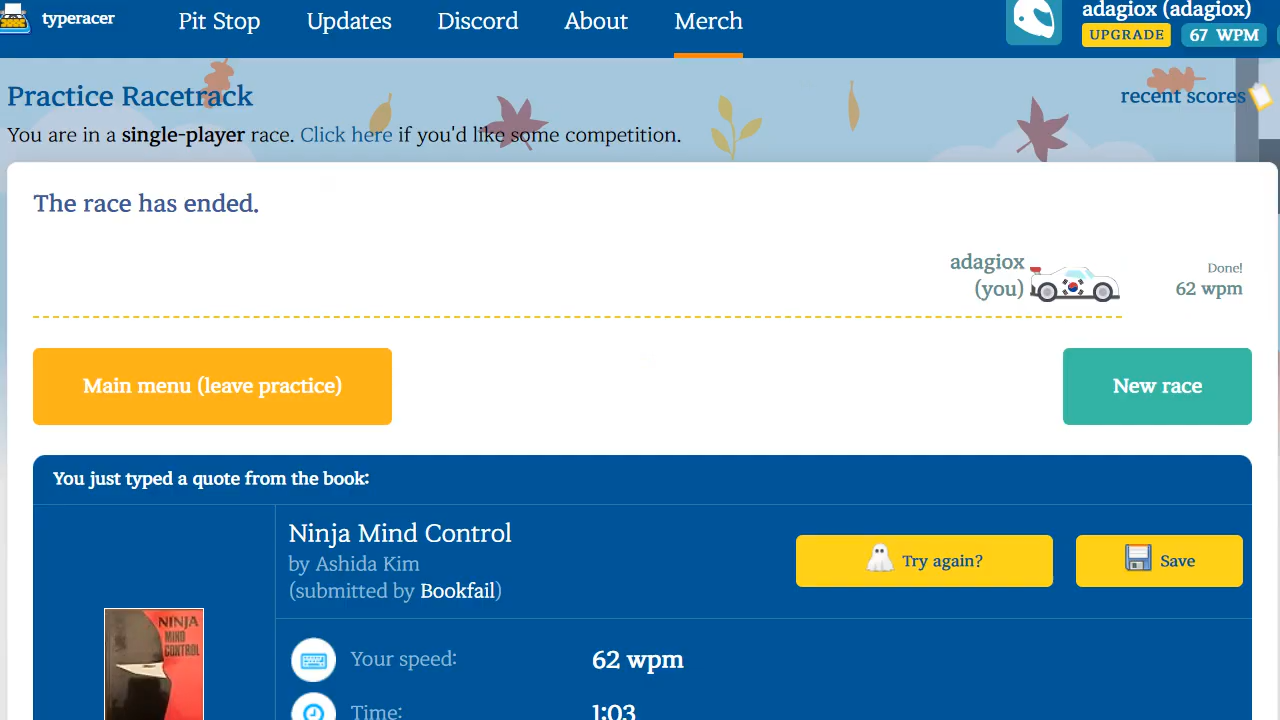 typeracer
Pit Stop Updates Discord About Merch
adagiox (adagiox)
UPGRADE 67 WPM
Practice Racetrack
recent scores
You are in a single-player race. Click here if you'd like some competition.
The race has ended.
adagiox
(you)
Done!
62 wpm
Main menu (leave practice)
New race
You just typed a quote from the book:
Ninja Mind Control
by Ashida Kim
(submitted by Bookfail)
Try again?
Save
NINJA
MIND
CONTROL
Your speed: 62 wpm
Time: 1:03